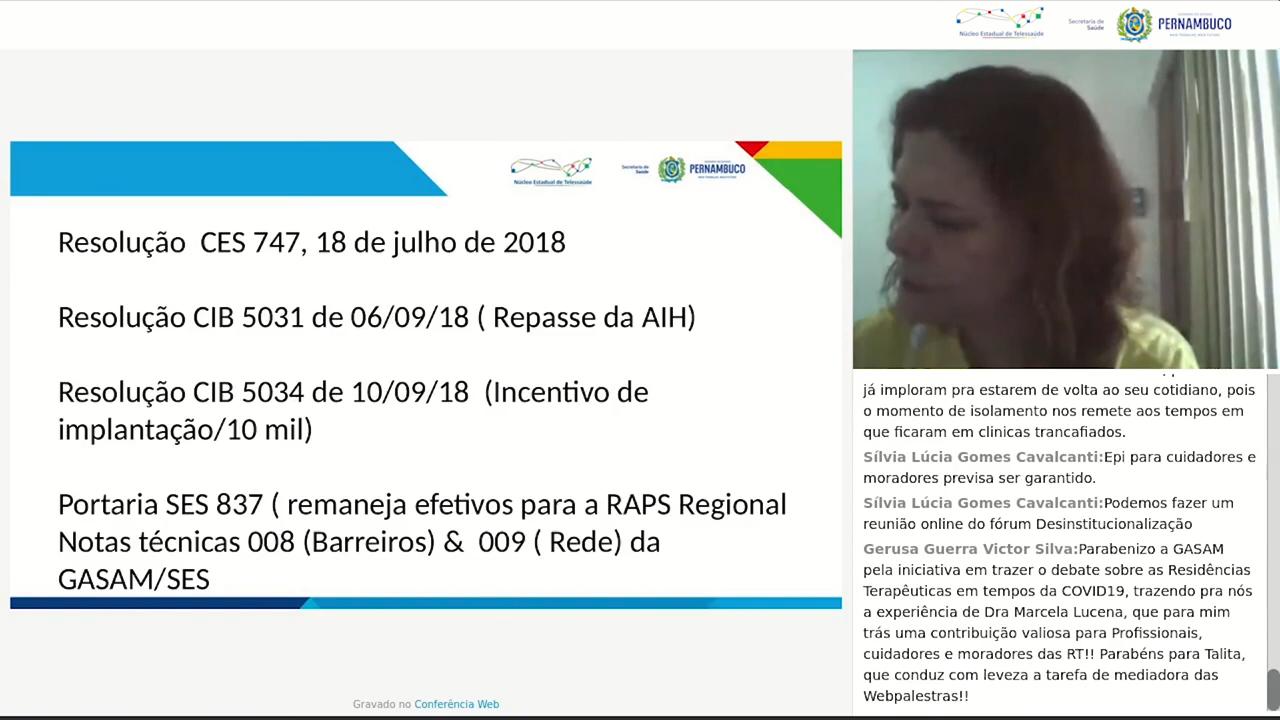 Núcleo Estadual de Telessaúde
Secretaria de
Saúde
PERNAMBUCO
Núcleo Estadual de Telessaúde
Secretaria de
Saúde
PERNAMBUCO
Resolução  CES 747, 18 de julho de 2018
Resolução CIB 5031 de 06/09/18 ( Repasse da AIH)
Resolução CIB 5034 de 10/09/18  (Incentivo de
implantação/10 mil)
Portaria SES 837 ( remaneja efetivos para a RAPS Regional
Notas técnicas 008 (Barreiros) &  009 ( Rede) da
GASAM/SES
já imploram pra estarem de volta ao seu cotidiano, pois
o momento de isolamento nos remete aos tempos em
que ficaram em clinicas trancafiados.
Sílvia Lúcia Gomes Cavalcanti:Epi para cuidadores e
moradores previsa ser garantido.
Sílvia Lúcia Gomes Cavalcanti:Podemos fazer um
reunião online do fórum Desinstitucionalização
Gerusa Guerra Victor Silva:Parabenizo a GASAM
pela iniciativa em trazer o debate sobre as Residências
Terapêuticas em tempos da COVID19, trazendo pra nós
a experiência de Dra Marcela Lucena, que para mim
trás uma contribuição valiosa para Profissionais,
cuidadores e moradores das RT!! Parabéns para Talita,
que conduz com leveza a tarefa de mediadora das
Webpalestras!!
Gravado no Conferência Web